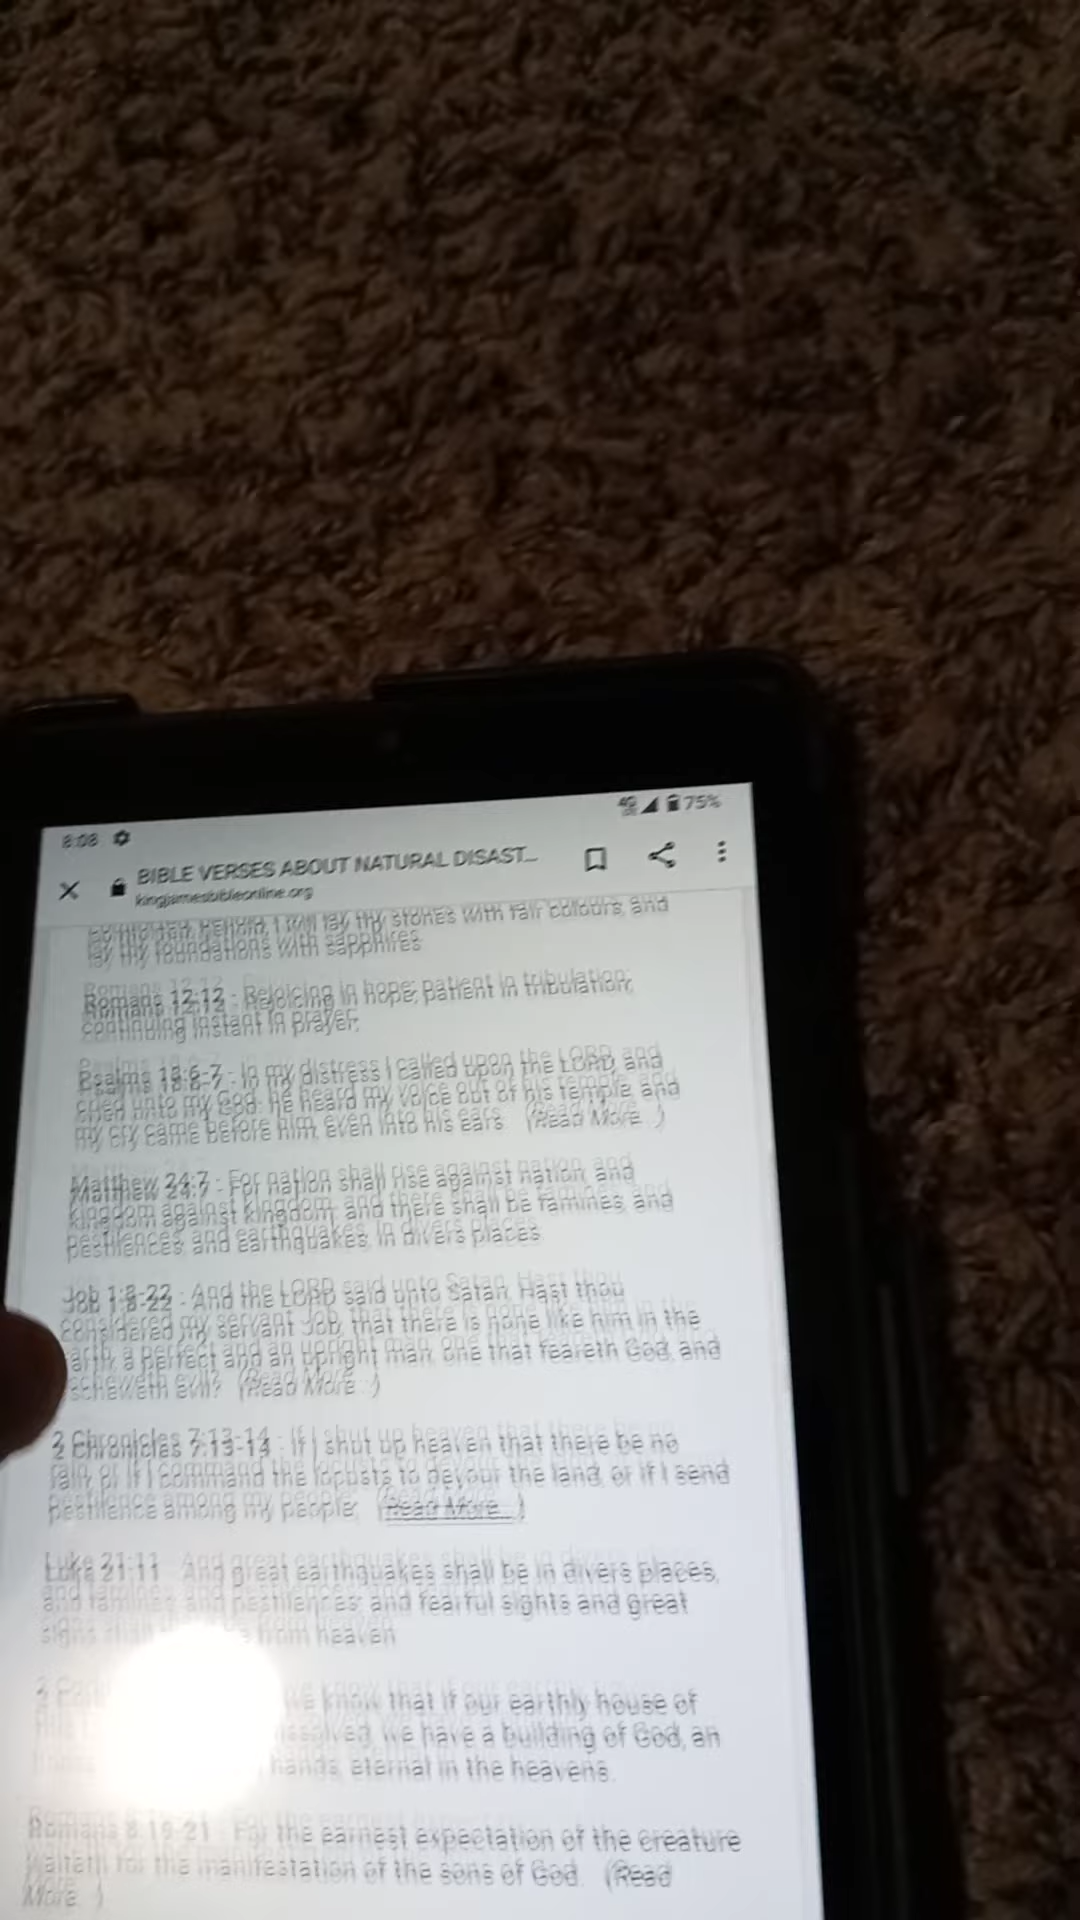 8:08
75%
BIBLE VERSES ABOUT NATURAL DISAST...
kingjamesbibleonline.org
I will lay thy stones with fair colours, and
lay thy foundations with sapphires.
Romans 12:12 - Rejoicing in hope; patient in tribulation;
continuing instant in prayer;
Psalms 18:6-7 - In my distress I called upon the LORD, and
cried unto my God: he heard my voice out of his temple, and
my cry came before him, even into his ears. (Read More...)
Matthew 24:7 - For nation shall rise against nation, and
kingdom against kingdom: and there shall be famines, and
pestilences, and earthquakes, in divers places.
Job 1:8-22 - And the LORD said unto Satan, Hast thou
considered my servant Job, that there is none like him in the
earth, a perfect and an upright man, one that feareth God, and
escheweth evil? (Read More...)
2 Chronicles 7:13-14 - If I shut up heaven that there be no
rain, or if I command the locusts to devour the land, or if I send
pestilence among my people; (Read More...)
Luke 21:11 - And great earthquakes shall be in divers places,
and famines, and pestilences; and fearful sights and great
signs shall from heaven.
2 we know that if our earthly house of
dissolved, we have a building of God, an
hands, eternal in the heavens.
Romans 8:19-21 - For the earnest expectation of the creature
waiteth for the manifestation of the sons of God. (Read
More...)